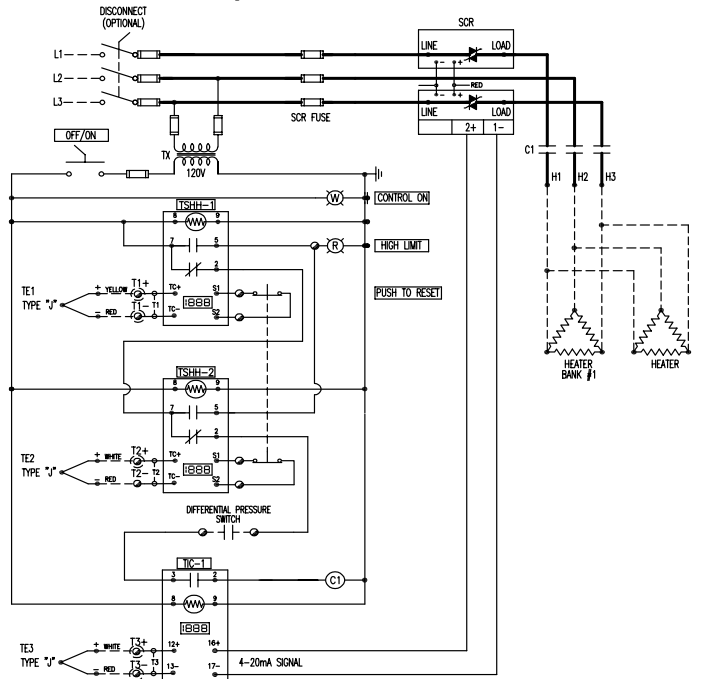 DISCONNECT
(OPTIONAL)
SCR
LINE LOAD
L1
L2
- +
RED
- +
L3
LINE LOAD
SCR FUSE
2+ 1-
OFF/ON
TX
120V
C1
H1 H2 H3
W CONTROL ON
TSHH-1
8 9
7 5
R HIGH LIMIT
2
PUSH TO RESET
TE1
TYPE "J"
+ YELLOW T1+ TC+ S1
- RED T1- T1 TC- 1888 S2
HEATER
BANK #1
HEATER
TSHH-2
8 9
7 5
2
TE2
TYPE "J"
+ WHITE T2+ TC+ S1
- RED T2- T2 TC- 1888 S2
DIFFERENTIAL PRESSURE
SWITCH
TIC-1
3 2
C1
8 9
1888
TE3
TYPE "J"
+ WHITE T3+ 12+ 16+
- RED T3- T3 13- 17-
4-20mA SIGNAL